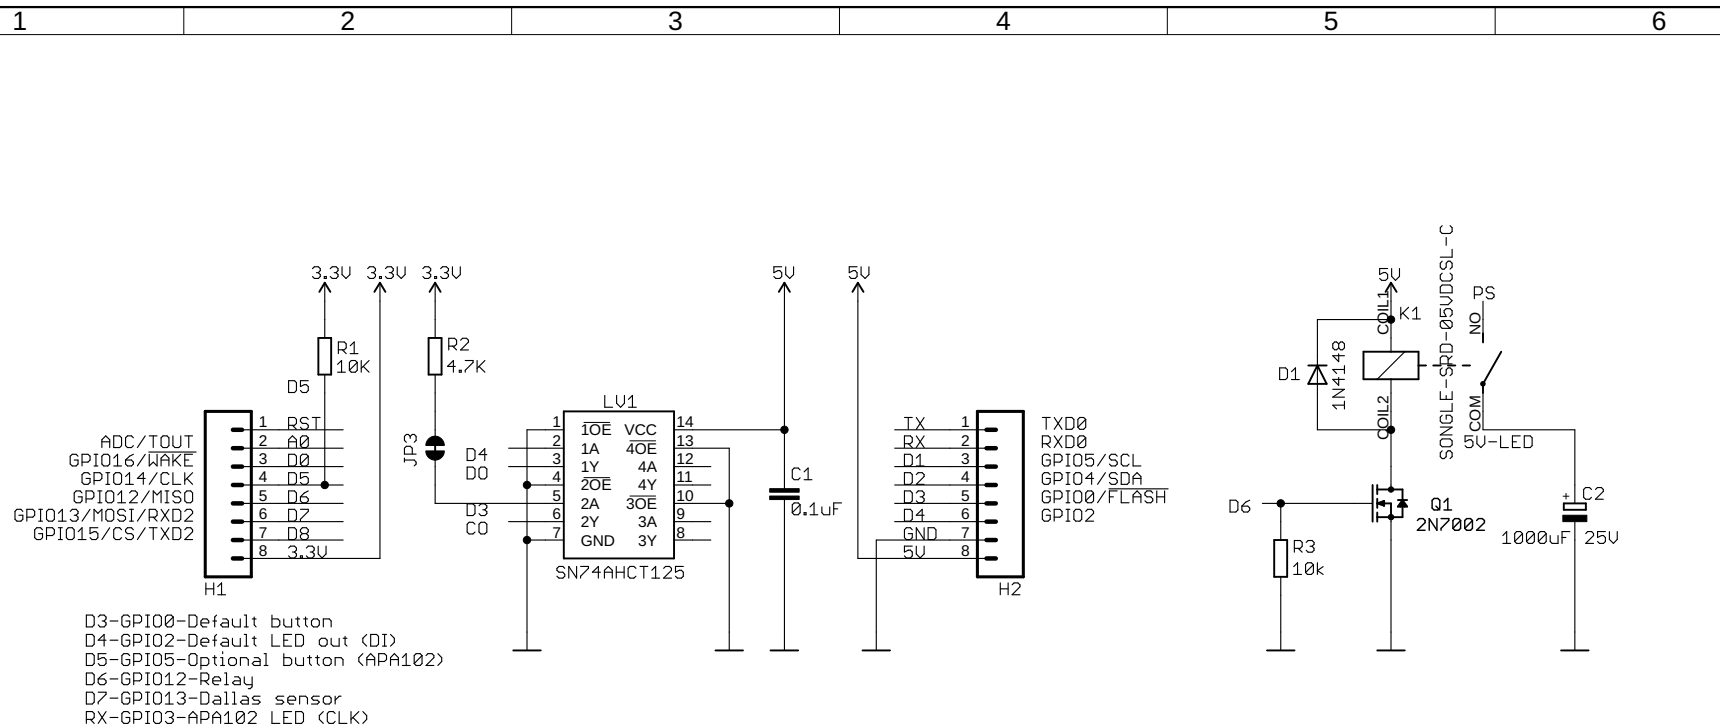 1 2 3 4 5 6
3.3V 3.3V 3.3V 5V 5V
R1
10K
R2
4.7K
D5
JP3
H1
1 RST
2 A0
3 D0
4 D5
5 D6
6 D7
7 D8
8 3.3V
ADC/TOUT
GPIO16/WAKE
GPIO14/CLK
GPIO12/MISO
GPIO13/MOSI/RXD2
GPIO15/CS/TXD2
D4
DO
D3
CO
LV1
1 1OE VCC 14
2 1A 4OE 13
3 1Y 4A 12
4 2OE 4Y 11
5 2A 3OE 10
6 2Y 3A 9
7 GND 3Y 8
SN74AHCT125
C1
0.1uF
TX 1 TXD0
RX 2 RXD0
D1 3 GPIO5/SCL
D2 4 GPIO4/SDA
D3 5 GPIO0/FLASH
D4 6 GPIO2
GND 7
5V 8
H2
5V
COIL1
K1
COIL2
D1
1N4148
SONGLE-SRD-05VDCSL-C
PS
NO
COM
5V-LED
D6
R3
10k
Q1
2N7002
+
C2
1000uF 25V
D3-GPIO0-Default button
D4-GPIO2-Default LED out (DI)
D5-GPIO5-Optional button (APA102)
D6-GPIO12-Relay
D7-GPIO13-Dallas sensor
RX-GPIO3-APA102 LED (CLK)